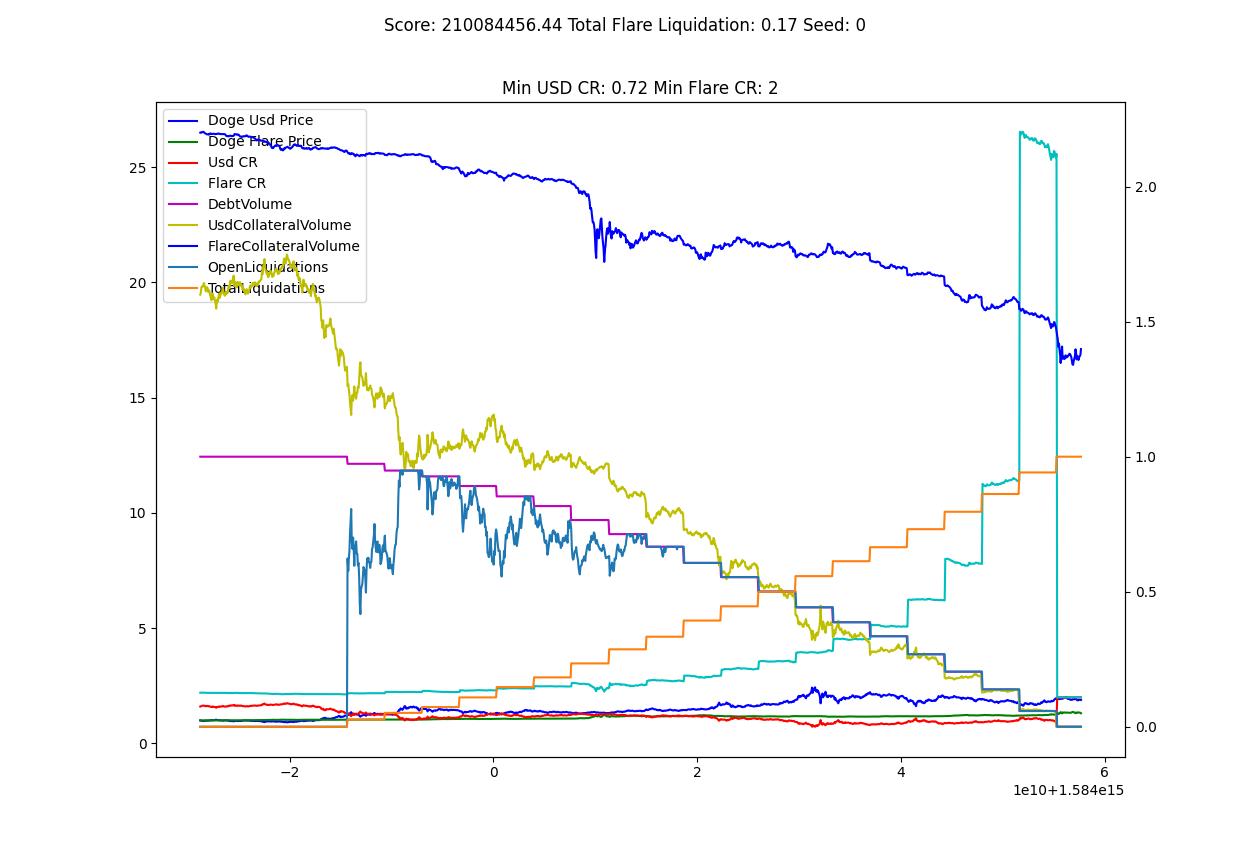 Score: 210084456.44 Total Flare Liquidation: 0.17 Seed: 0
Min USD CR: 0.72 Min Flare CR: 2
Doge Usd Price
Doge Flare Price
Usd CR
Flare CR
DebtVolume
UsdCollateralVolume
FlareCollateralVolume
OpenLiquidations
TotalLiquidations
25
20
15
10
5
0
2.0
1.5
1.0
0.5
0.0
−2
0
2
4
6
1e10+1.584e15